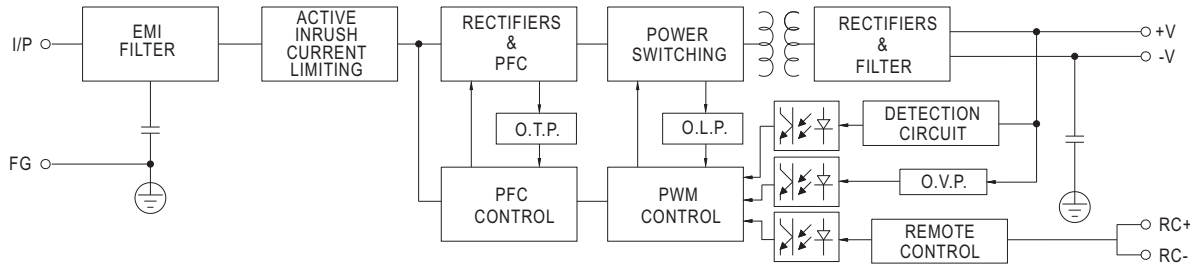 I/P
EMI
FILTER
ACTIVE
INRUSH
CURRENT
LIMITING
RECTIFIERS
&
PFC
POWER
SWITCHING
RECTIFIERS
&
FILTER
+V
-V
O.T.P.
O.L.P.
DETECTION
CIRCUIT
FG
PFC
CONTROL
PWM
CONTROL
O.V.P.
REMOTE
CONTROL
RC+
RC-